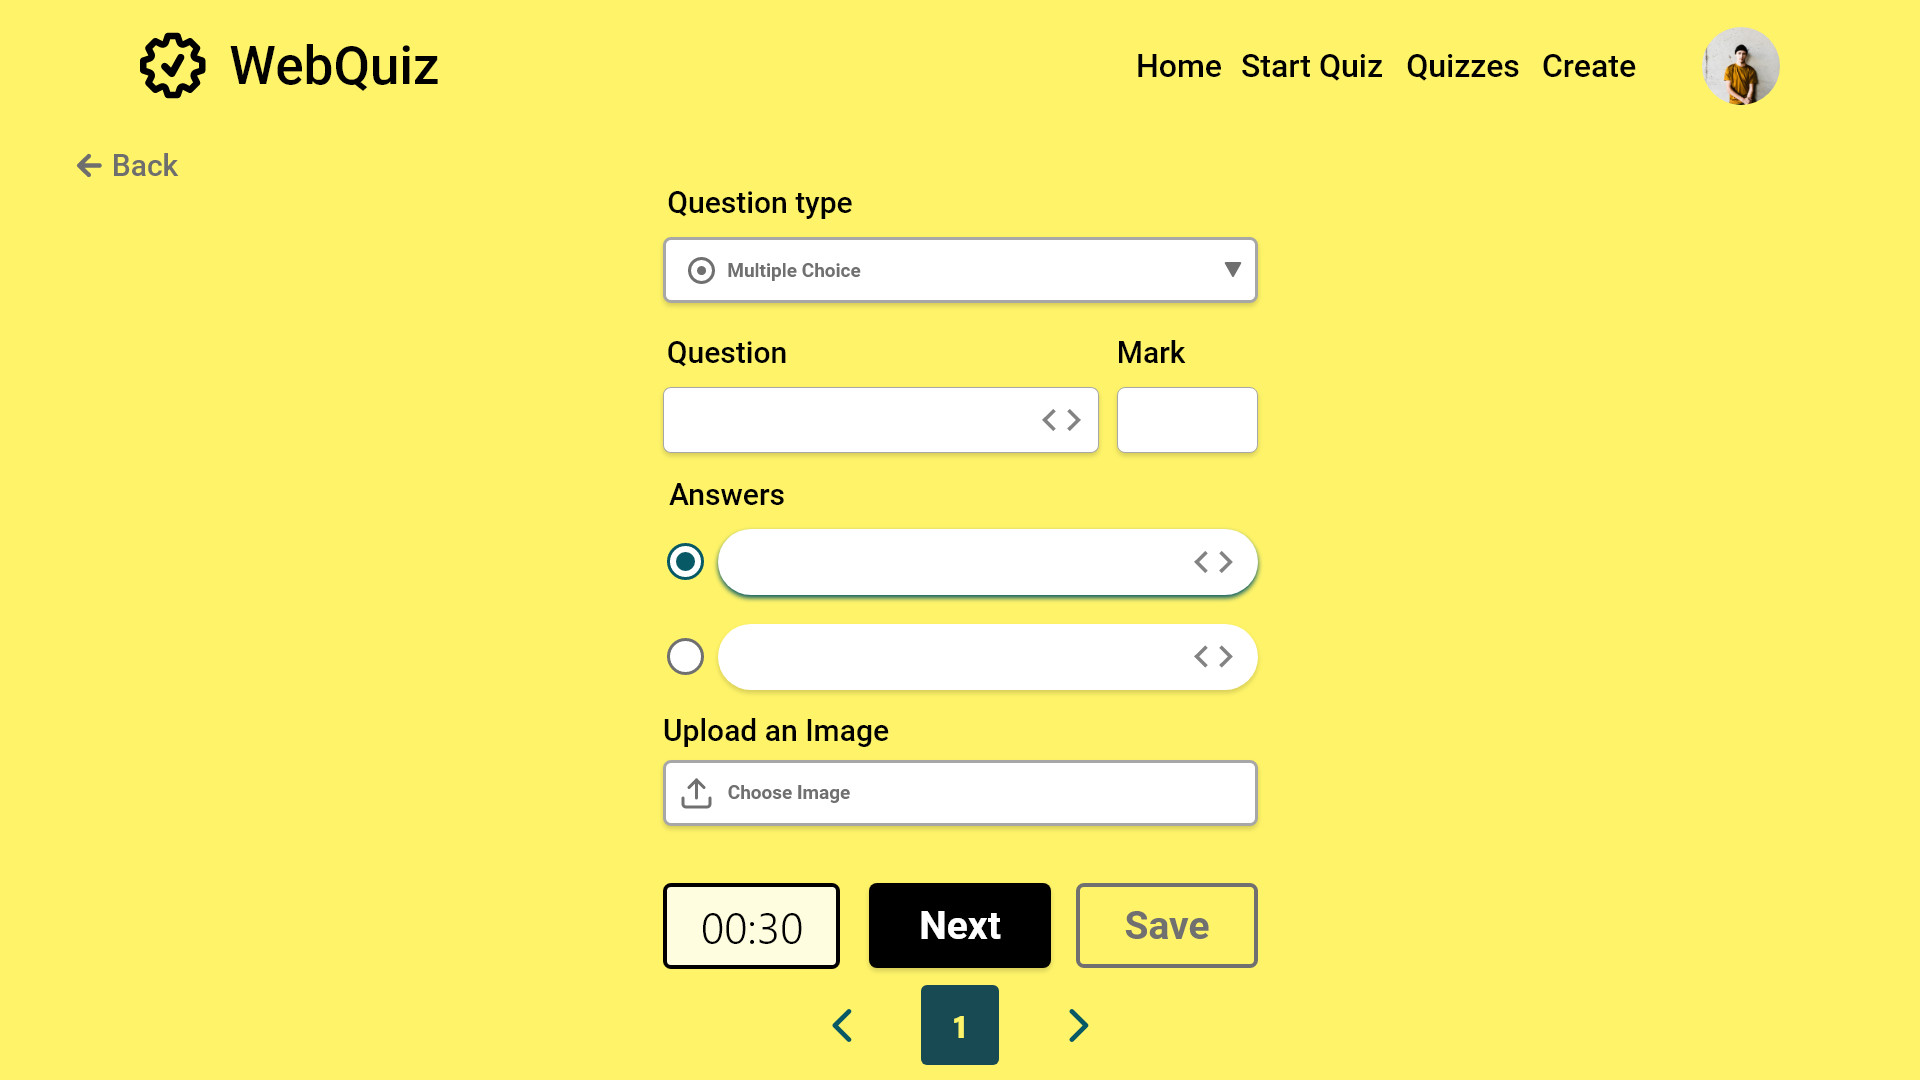 WebQuiz
Home Start Quiz Quizzes Create
Back
Question type
Multiple Choice
Question Mark
Answers
Upload an Image
Choose Image
00:30 Next Save
1